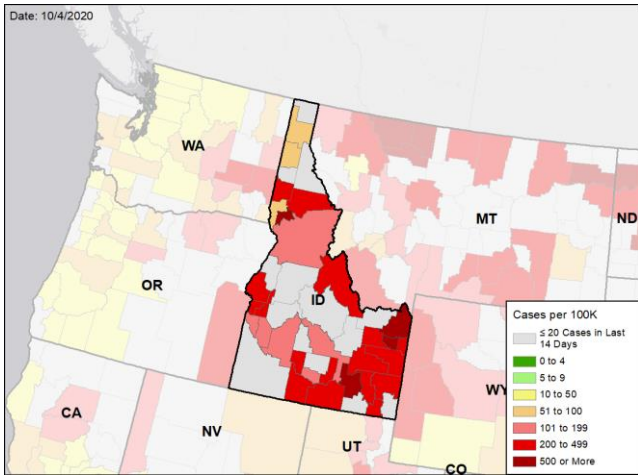 Date: 10/4/2020
WA
MT
ND
OR
ID
WY
CA
NV
UT
CO
Cases per 100K
≤ 20 Cases in Last
14 Days
0 to 4
5 to 9
10 to 50
51 to 100
101 to 199
200 to 499
500 or More